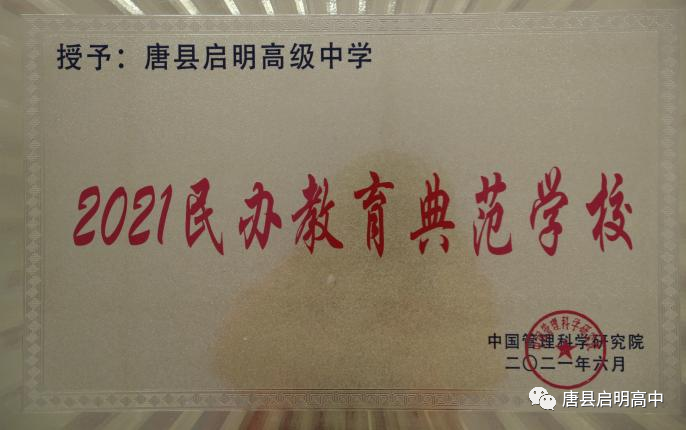 授予：唐县启明高级中学
2021民办教育典范学校
中国管理科学研究院
二〇二一年六月
唐县启明高中